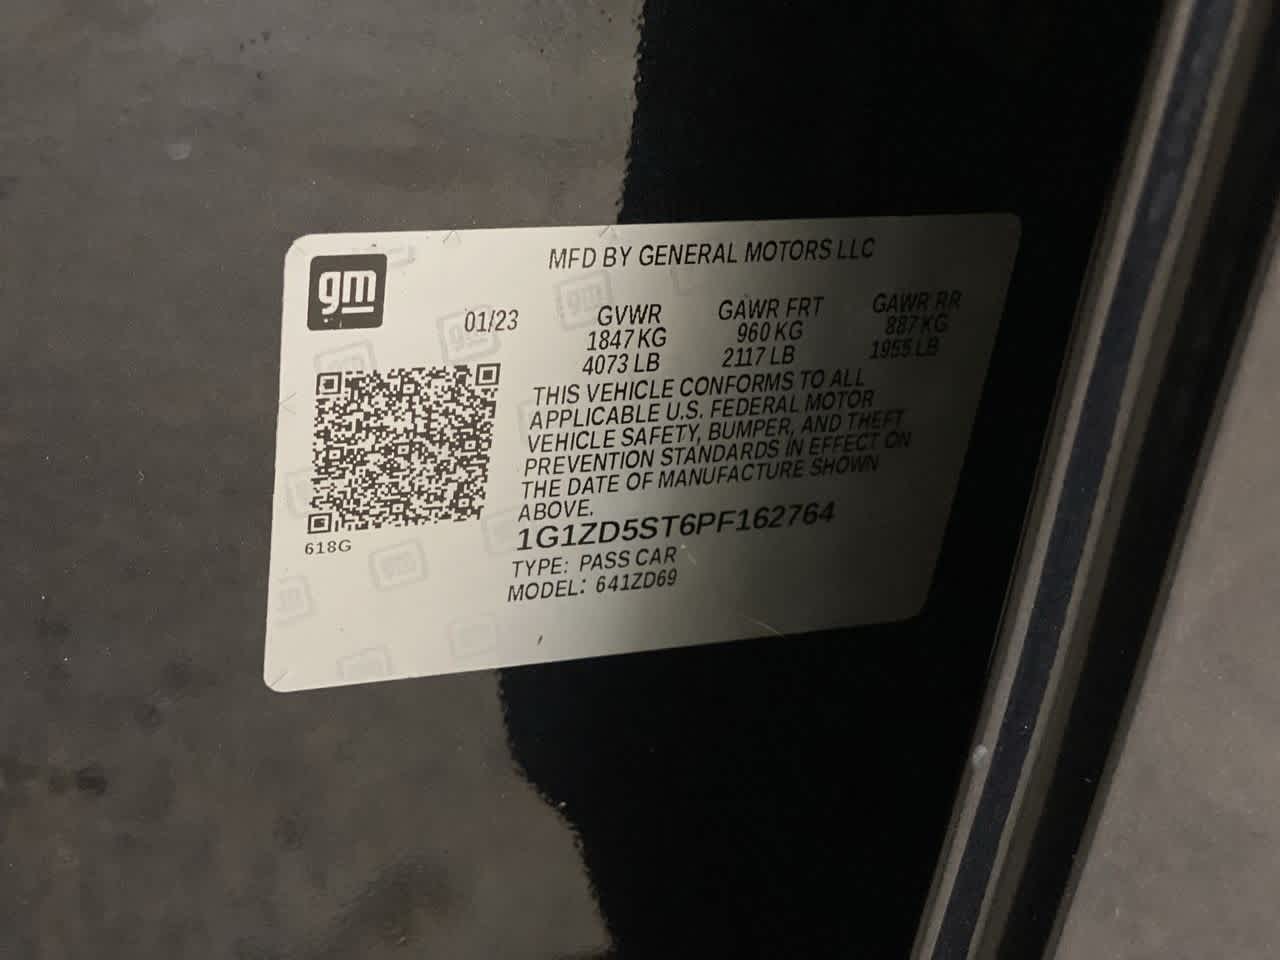 gm
MFD BY GENERAL MOTORS LLC
01/23 GVWR GAWR FRT GAWR RR
1847 KG 960 KG 887 KG
4073 LB 2117 LB 1955 LB
THIS VEHICLE CONFORMS TO ALL
APPLICABLE U.S. FEDERAL MOTOR
VEHICLE SAFETY, BUMPER, AND THEFT
PREVENTION STANDARDS IN EFFECT ON
THE DATE OF MANUFACTURE SHOWN
ABOVE.
1G1ZD5ST6PF162764
618G
TYPE: PASS CAR
MODEL: 641ZD69